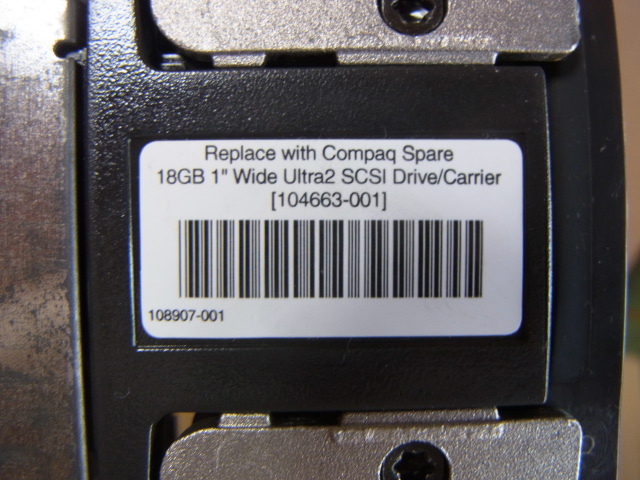 Replace with Compaq Spare
18GB 1" Wide Ultra2 SCSI Drive/Carrier
[104663-001]
108907-001